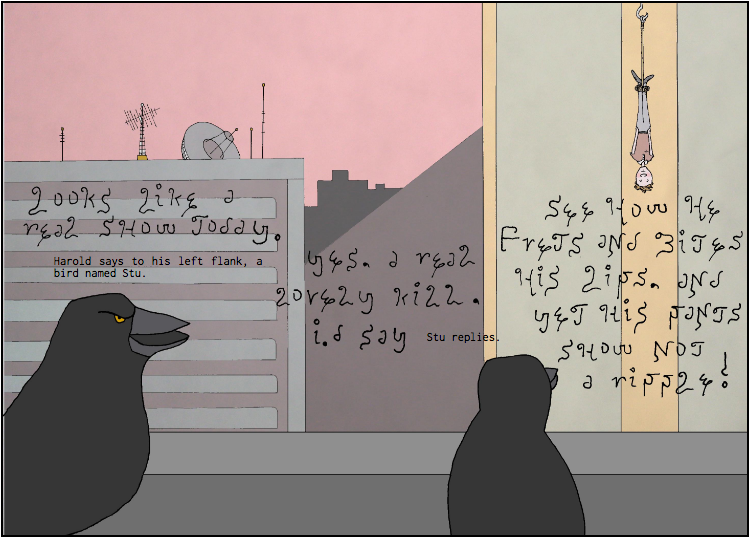 Looks Like a
real SHow Today.
Harold says to his left flank, a
bird named Stu.
yes. a real
Lovely kill.
i.d say
Stu replies.
See How He
FreTs aNd BiTes
His Lips. aNd
yeT His paNTs
SHow NoT
a rippLe!